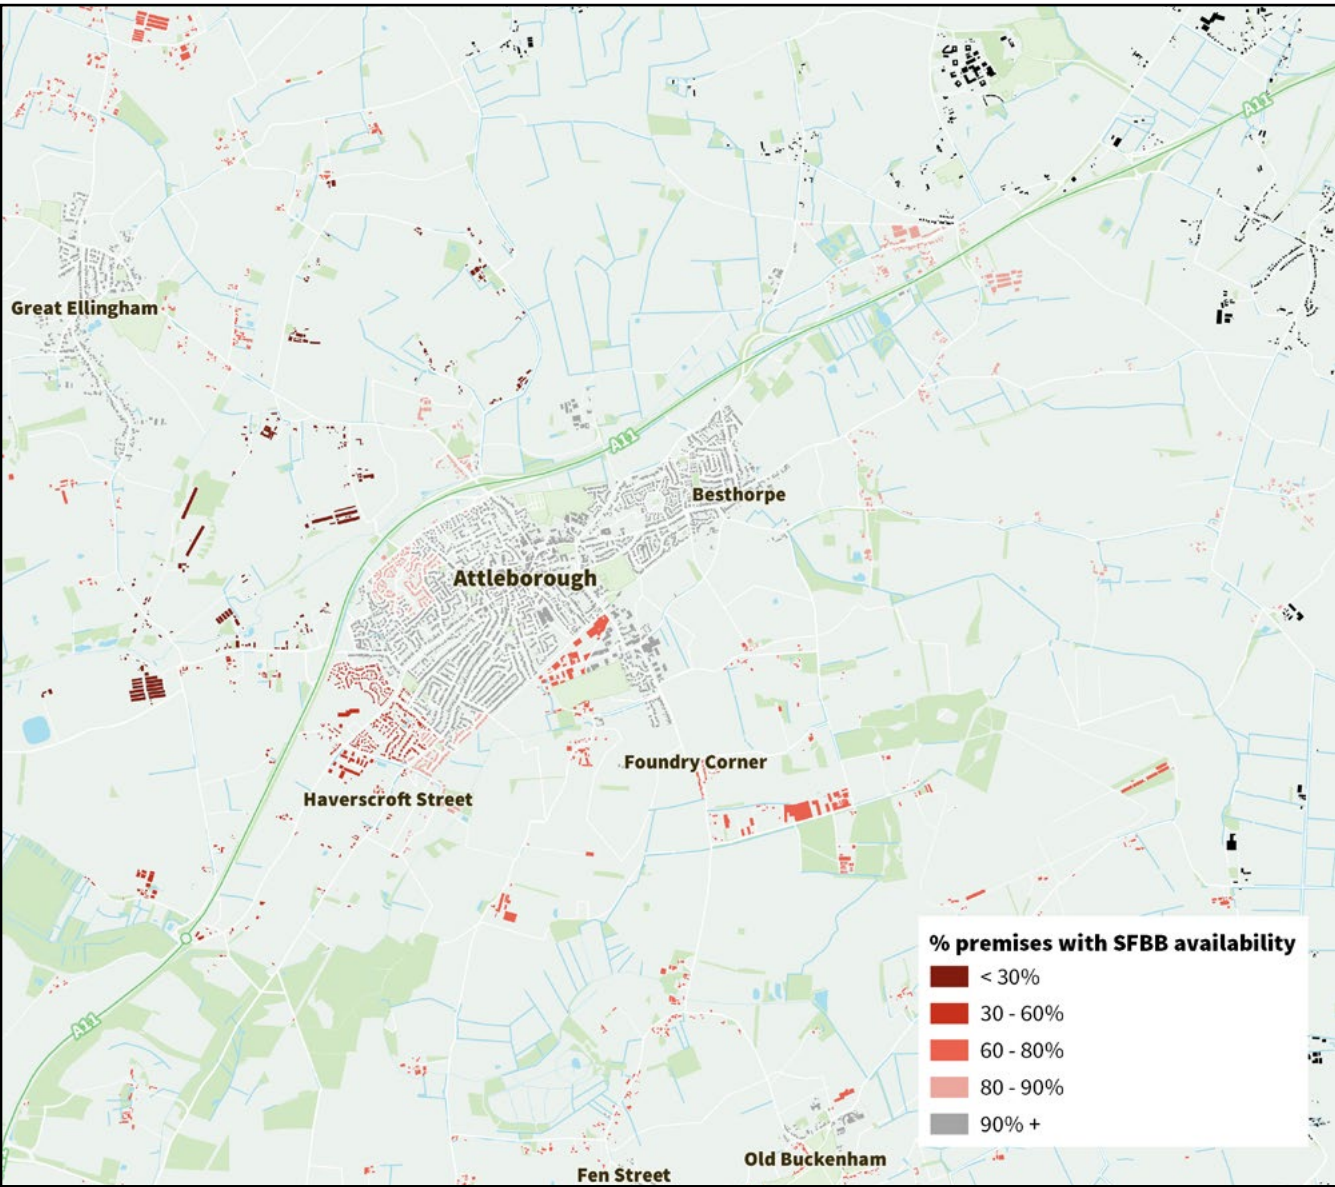 A11
Great Ellingham
A11
Besthorpe
Attleborough
Foundry Corner
Haverscroft Street
A11
% premises with SFBB availability
< 30%
30 - 60%
60 - 80%
80 - 90%
90% +
Old Buckenham
Fen Street